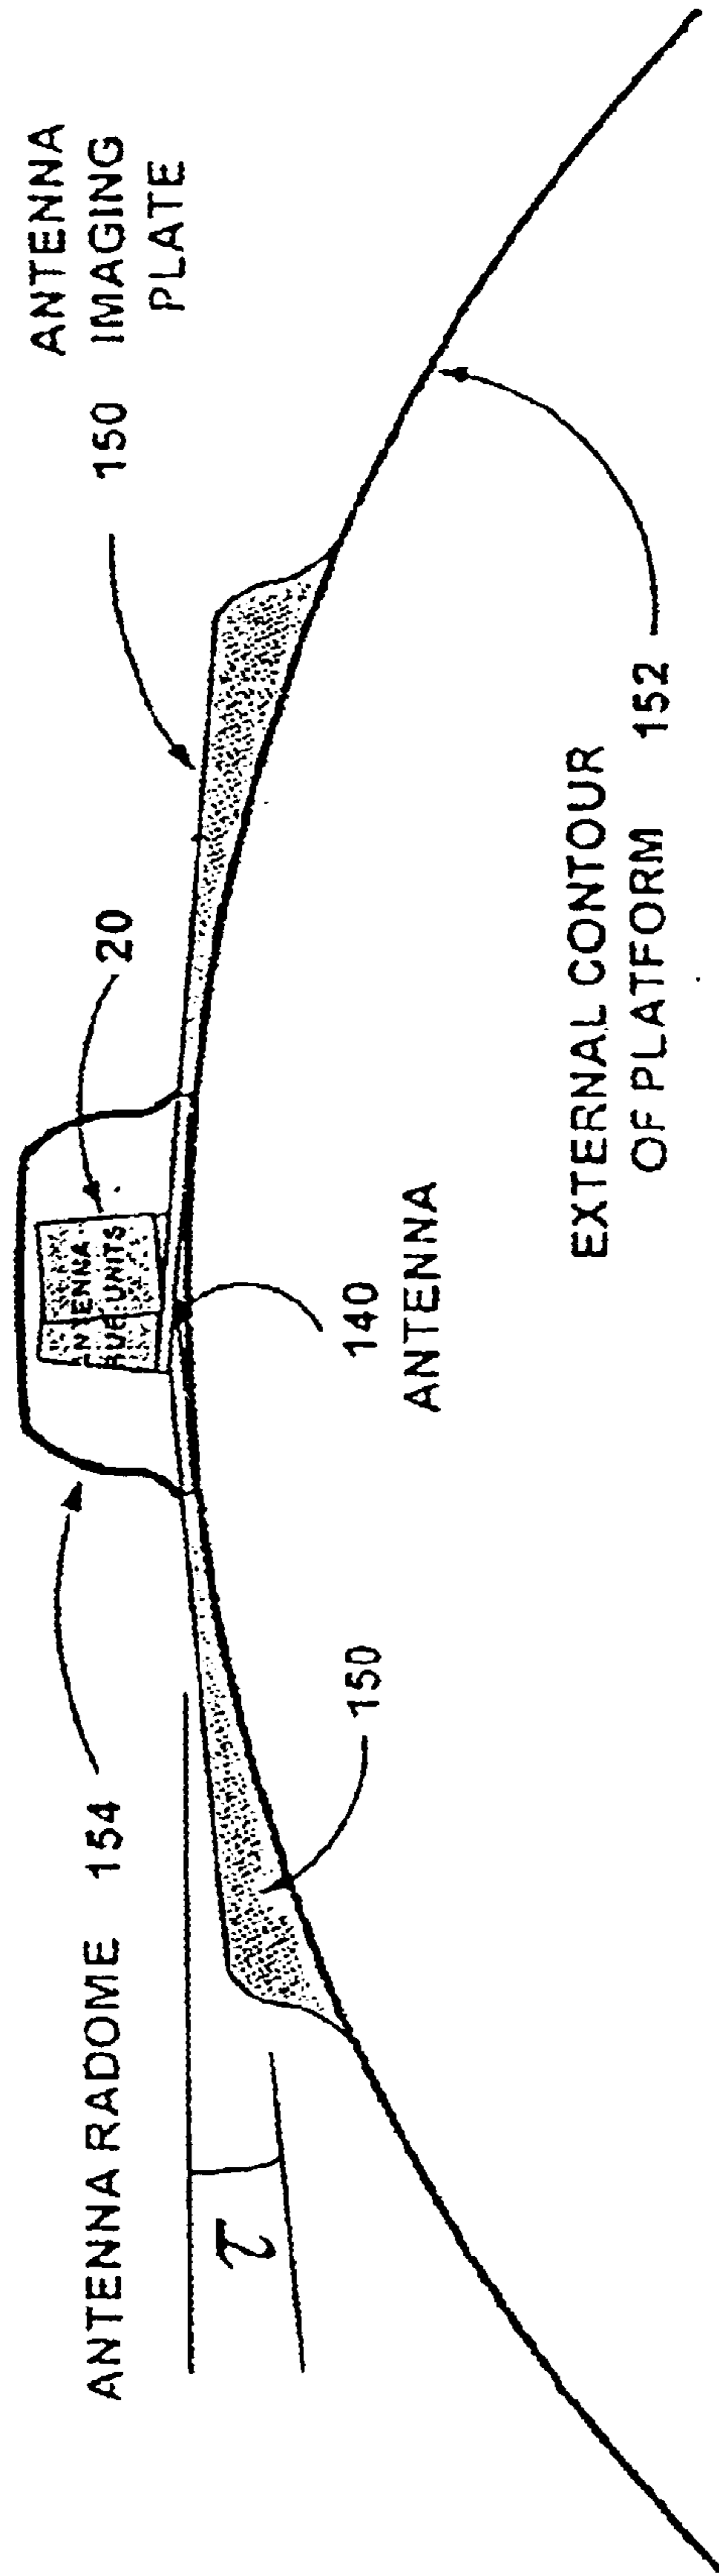 ANTENNA RADOME 154
20
ANTENNA
150 IMAGING
PLATE
ANTENNA
SUB-UNITS
150
140
ANTENNA
EXTERNAL CONTOUR
OF PLATFORM 152